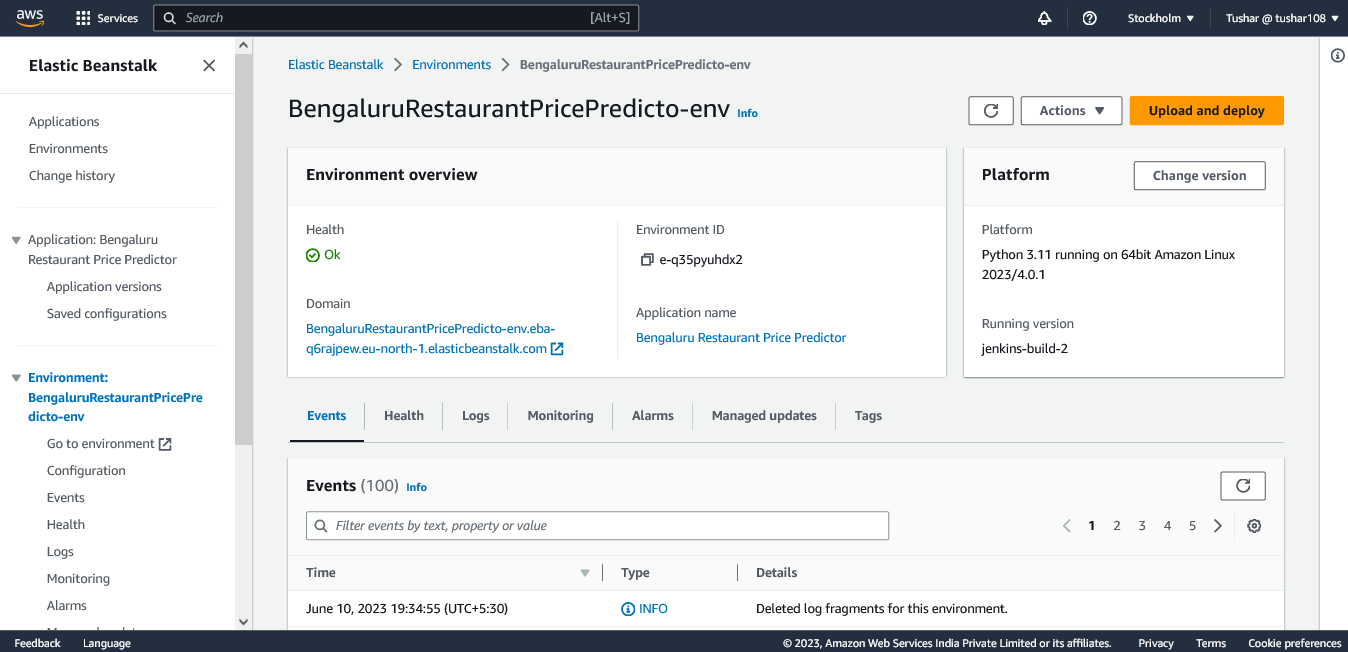 aws
Services
Search
[Alt+S]
Stockholm
Tushar @ tushar108
Elastic Beanstalk
Applications
Environments
Change history
Application: Bengaluru
Restaurant Price Predictor
Application versions
Saved configurations
Environment:
BengaluruRestaurantPricePre
dicto-env
Go to environment
Configuration
Events
Health
Logs
Monitoring
Alarms
Elastic Beanstalk
Environments
BengaluruRestaurantPricePredicto-env
BengaluruRestaurantPricePredicto-env Info
Actions
Upload and deploy
Environment overview
Health
Ok
Domain
BengaluruRestaurantPricePredicto-env.eba-
q6rajpew.eu-north-1.elasticbeanstalk.com
Environment ID
e-q35pyuhdx2
Application name
Bengaluru Restaurant Price Predictor
Platform
Change version
Platform
Python 3.11 running on 64bit Amazon Linux
2023/4.0.1
Running version
jenkins-build-2
Events
Health
Logs
Monitoring
Alarms
Managed updates
Tags
Events (100) Info
Filter events by text, property or value
1 2 3 4 5
Time
Type
Details
June 10, 2023 19:34:55 (UTC+5:30)
INFO
Deleted log fragments for this environment.
Feedback
Language
© 2023, Amazon Web Services India Private Limited or its affiliates.
Privacy
Terms
Cookie preferences